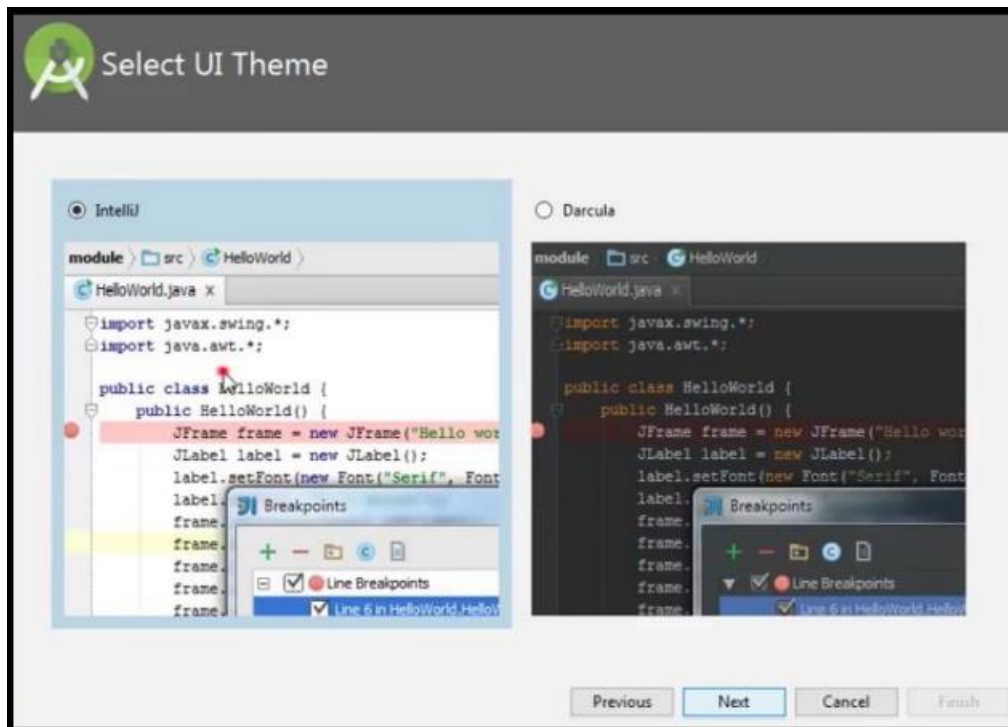 Select UI Theme
IntelliJ
module src HelloWorld
HelloWorld.java x
import javax.swing.*;
import java.awt.*;
public class HelloWorld {
public HelloWorld() {
JFrame frame = new JFrame("Hello wor
JLabel label = new JLabel();
label.setFont(new Font("Serif", Font
label.
frame.
frame.
frame.
frame.
frame.
Breakpoints
Line Breakpoints
Line 6 in HelloWorld.HelloW
Darcula
module src HelloWorld
HelloWorld.java x
import javax.swing.*;
import java.awt.*;
public class HelloWorld {
public HelloWorld() {
JFrame frame = new JFrame("Hello wor
JLabel label = new JLabel();
label.setFont(new Font("Serif", Font
label.
frame.
frame.
frame.
frame.
frame.
Breakpoints
Line Breakpoints
Line 6 in HelloWorld.HelloW
Previous Next Cancel Finish